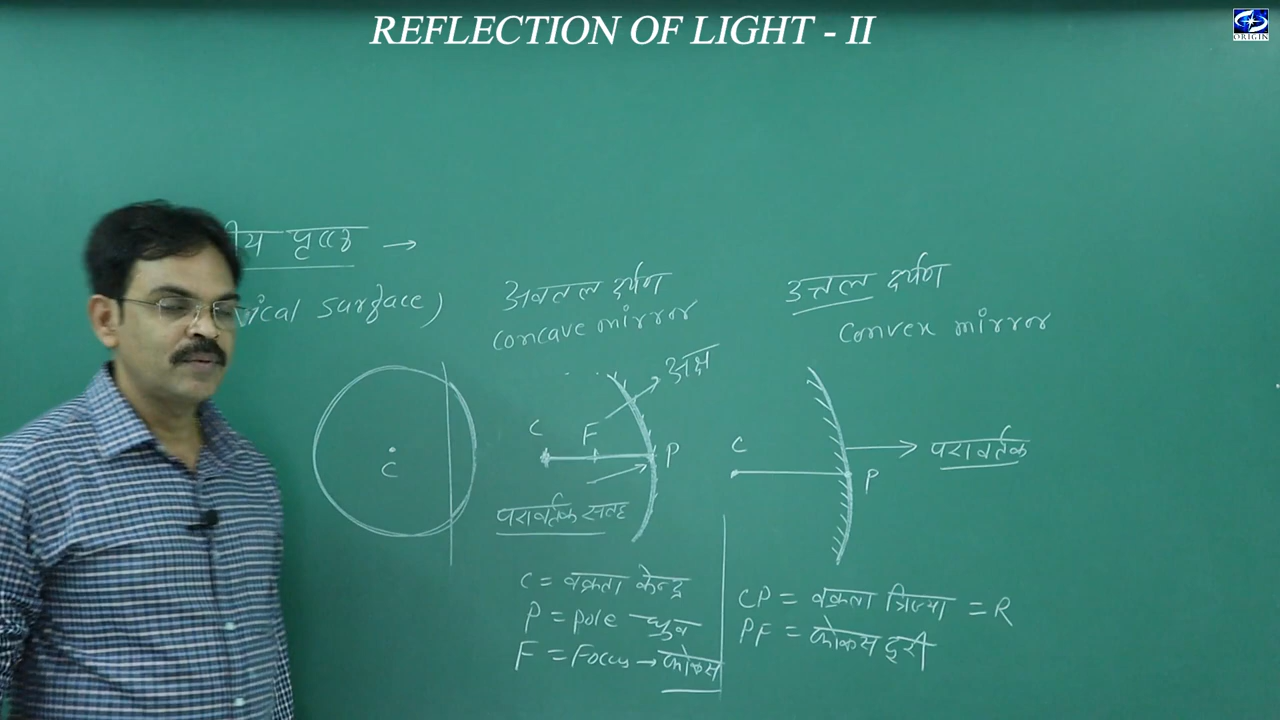 REFLECTION OF LIGHT - II
ORIGIN
पृष्ठ →
surface)
अवतल दर्पण
concave mirror
उत्तल दर्पण
convex mirror
अक्ष
C
F
P
C
परावर्तक सतह
C
P
परावर्तक
C = वक्रता केन्द्र
P = pole ध्रुव
F = Focus → फोकस
CP = वक्रता त्रिज्या = R
PF = फोकस दूरी